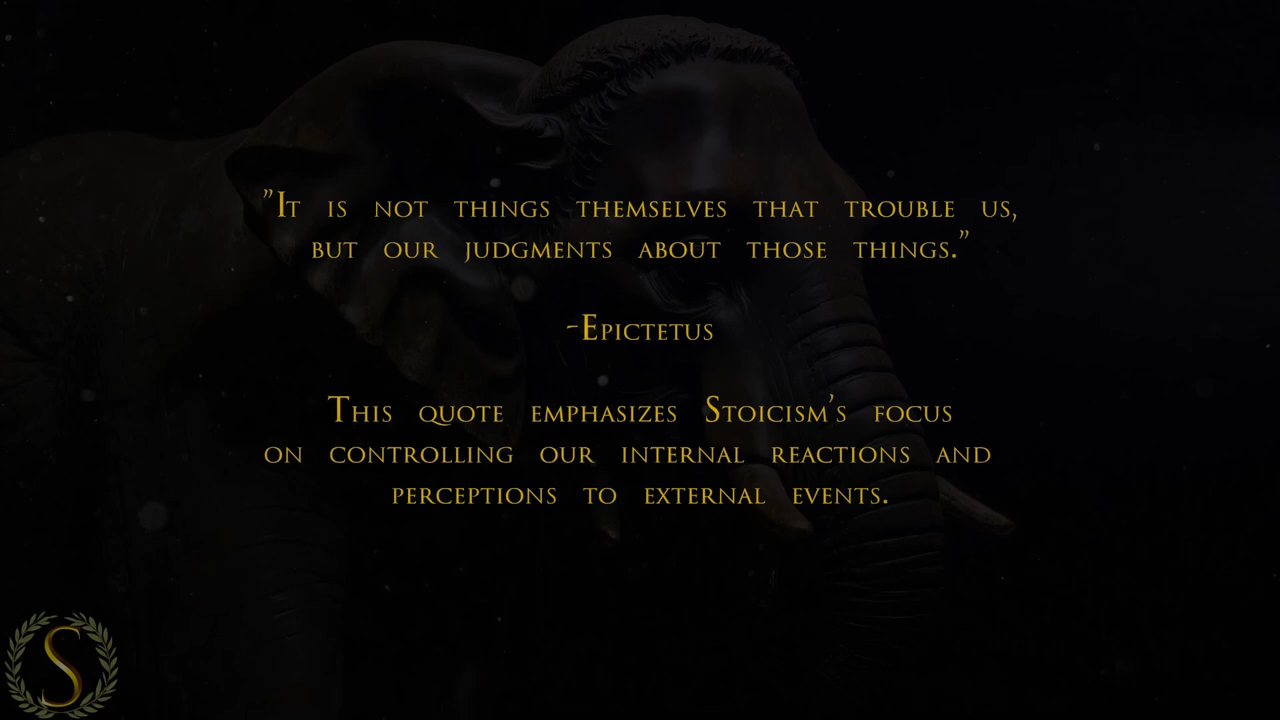 ”It is not things themselves that trouble us,
but our judgments about those things.”
-Epictetus
This quote emphasizes Stoicism’s focus
on controlling our internal reactions and
perceptions to external events.
S